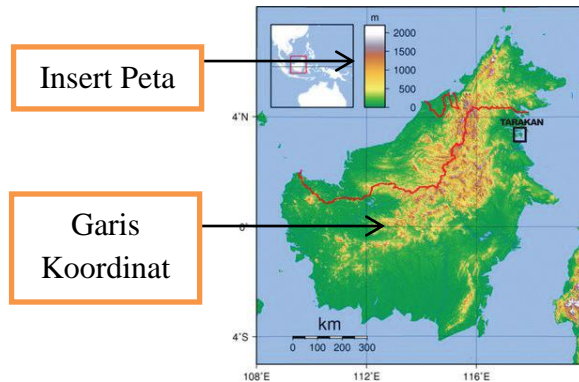 Insert Peta
Garis
Koordinat
m
2000
1500
1000
500
0
4°N
0°
4°S
TARAKAN
km
0 100 200 300
108°E
112°E
116°E